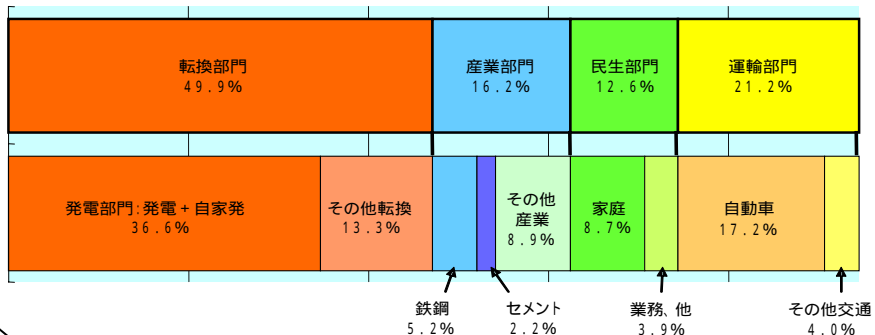 転換部門
49.9%
産業部門
16.2%
民生部門
12.6%
運輸部門
21.2%
発電部門:発電+自家発
36.6%
その他転換
13.3%
その他
産業
8.9%
家庭
8.7%
自動車
17.2%
鉄鋼
5.2%
セメント
2.2%
業務、他
3.9%
その他交通
4.0%